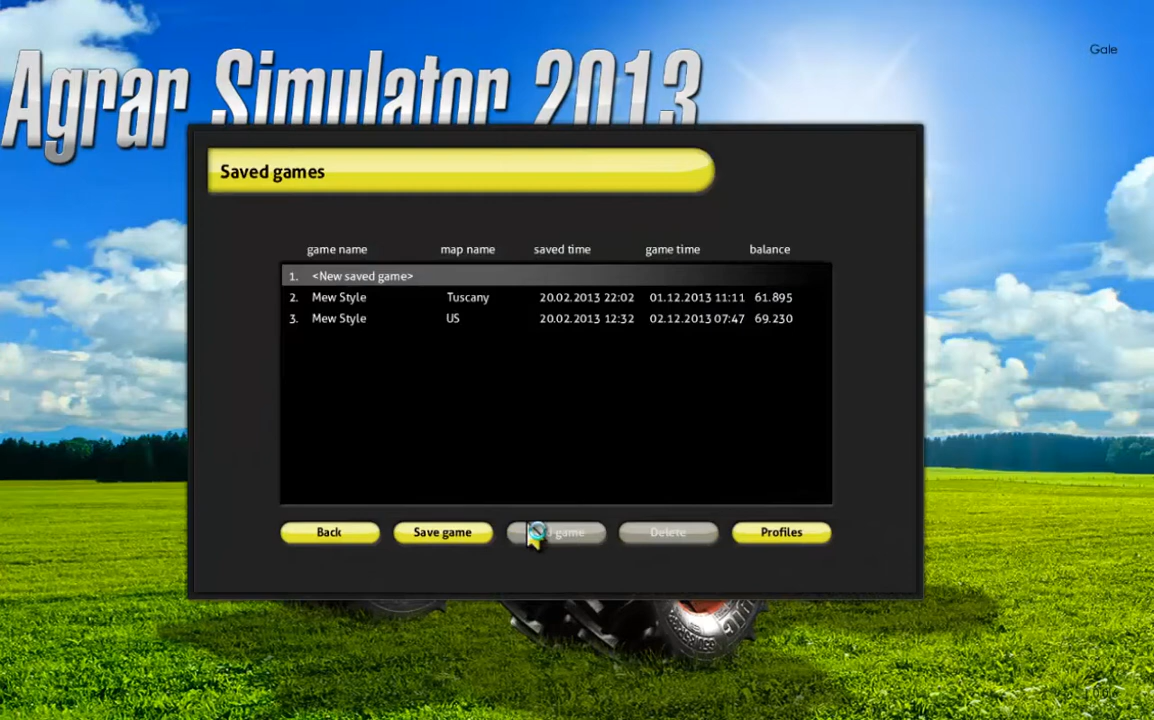 Gale
Agrar Simulator 2013
Saved games
game name map name saved time game time balance
1. <New saved game>
2. Mew Style Tuscany 20.02.2013 22:02 01.12.2013 11:11 61.895
3. Mew Style US 20.02.2013 12:32 02.12.2013 07:47 69.230
Back Save game game Delete Profiles